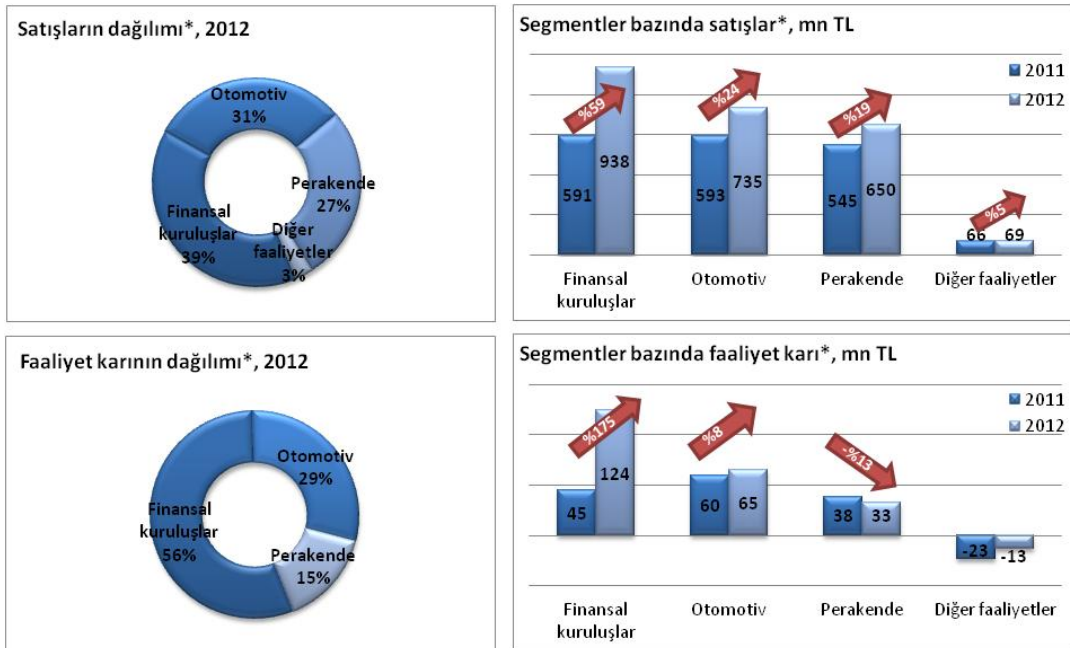 Satışların dağılımı*, 2012
Otomotiv
31%
Perakende
27%
Finansal
kuruluşlar
39%
Diğer
faaliyetler
3%
Segmentler bazında satışlar*, mn TL
2011
2012
%59
%24
%19
%5
591
938
593
735
545
650
66
69
Finansal
kuruluşlar
Otomotiv
Perakende
Diğer faaliyetler
Faaliyet karının dağılımı*, 2012
Otomotiv
29%
Finansal
kuruluşlar
56%
Perakende
15%
Segmentler bazında faaliyet karı*, mn TL
2011
2012
%175
%8
-%13
45
124
60
65
38
33
-23
-13
Finansal
kuruluşlar
Otomotiv
Perakende
Diğer faaliyetler